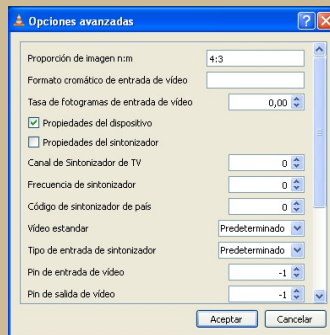 Opciones avanzadas
Proporción de imagen n:m 4:3
Formato cromático de entrada de vídeo
Tasa de fotogramas de entrada de vídeo 0,00
Propiedades del dispositivo
Propiedades del sintonizador
Canal de Sintonizador de TV 0
Frecuencia de sintonizador 0
Código de sintonizador de país 0
Vídeo estandar Predeterminado
Tipo de entrada de sintonizador Predeterminado
Pin de entrada de vídeo -1
Pin de salida de vídeo -1
Aceptar Cancelar